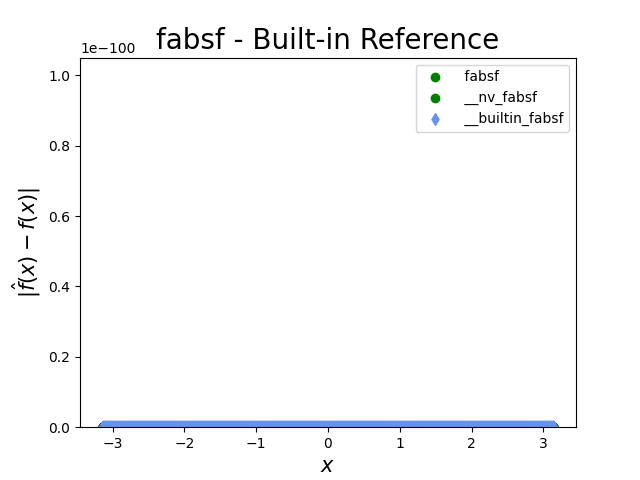 fabsf - Built-in Reference
1e−100
1.0
0.8
0.6
0.4
0.2
0.0
|f̂(x) − f(x)|
fabsf
__nv_fabsf
__builtin_fabsf
−3
−2
−1
0
1
2
3
x